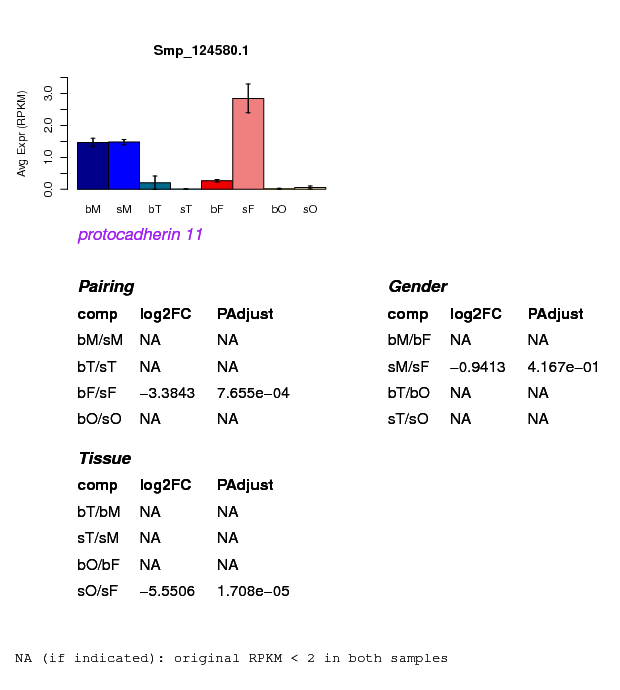 Smp_124580.1
Avg Expr (RPKM)
3.0
2.0
1.0
0.0
bM sM bT sT bF sF bO sO
protocadherin 11
Pairing
comp log2FC PAdjust
bM/sM NA NA
bT/sT NA NA
bF/sF −3.3843 7.655e−04
bO/sO NA NA
Gender
comp log2FC PAdjust
bM/bF NA NA
sM/sF −0.9413 4.167e−01
bT/bO NA NA
sT/sO NA NA
Tissue
comp log2FC PAdjust
bT/bM NA NA
sT/sM NA NA
bO/bF NA NA
sO/sF −5.5506 1.708e−05
NA (if indicated): original RPKM < 2 in both samples